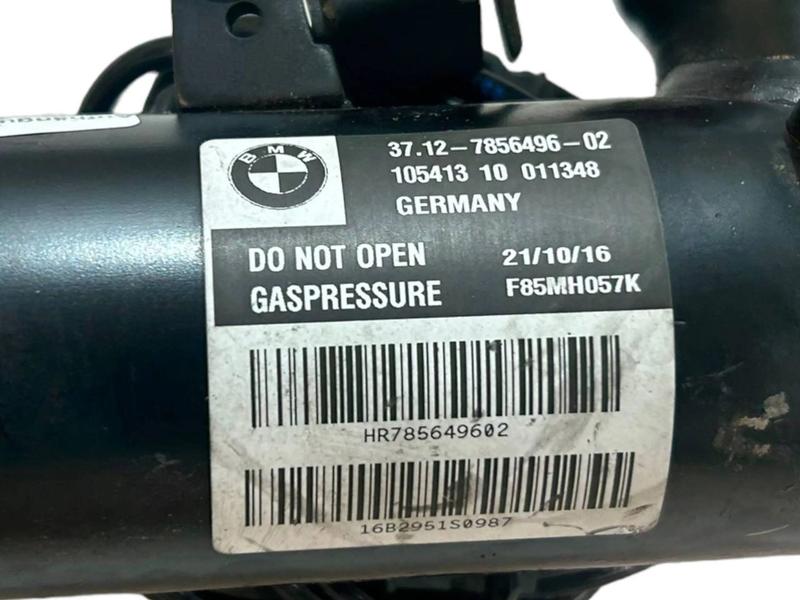 BMW
37.12-7856496-02
105413 10 011348
GERMANY
DO NOT OPEN
21/10/16
GASPRESSURE
F85MH057K
HR785649602
16B2951S0987